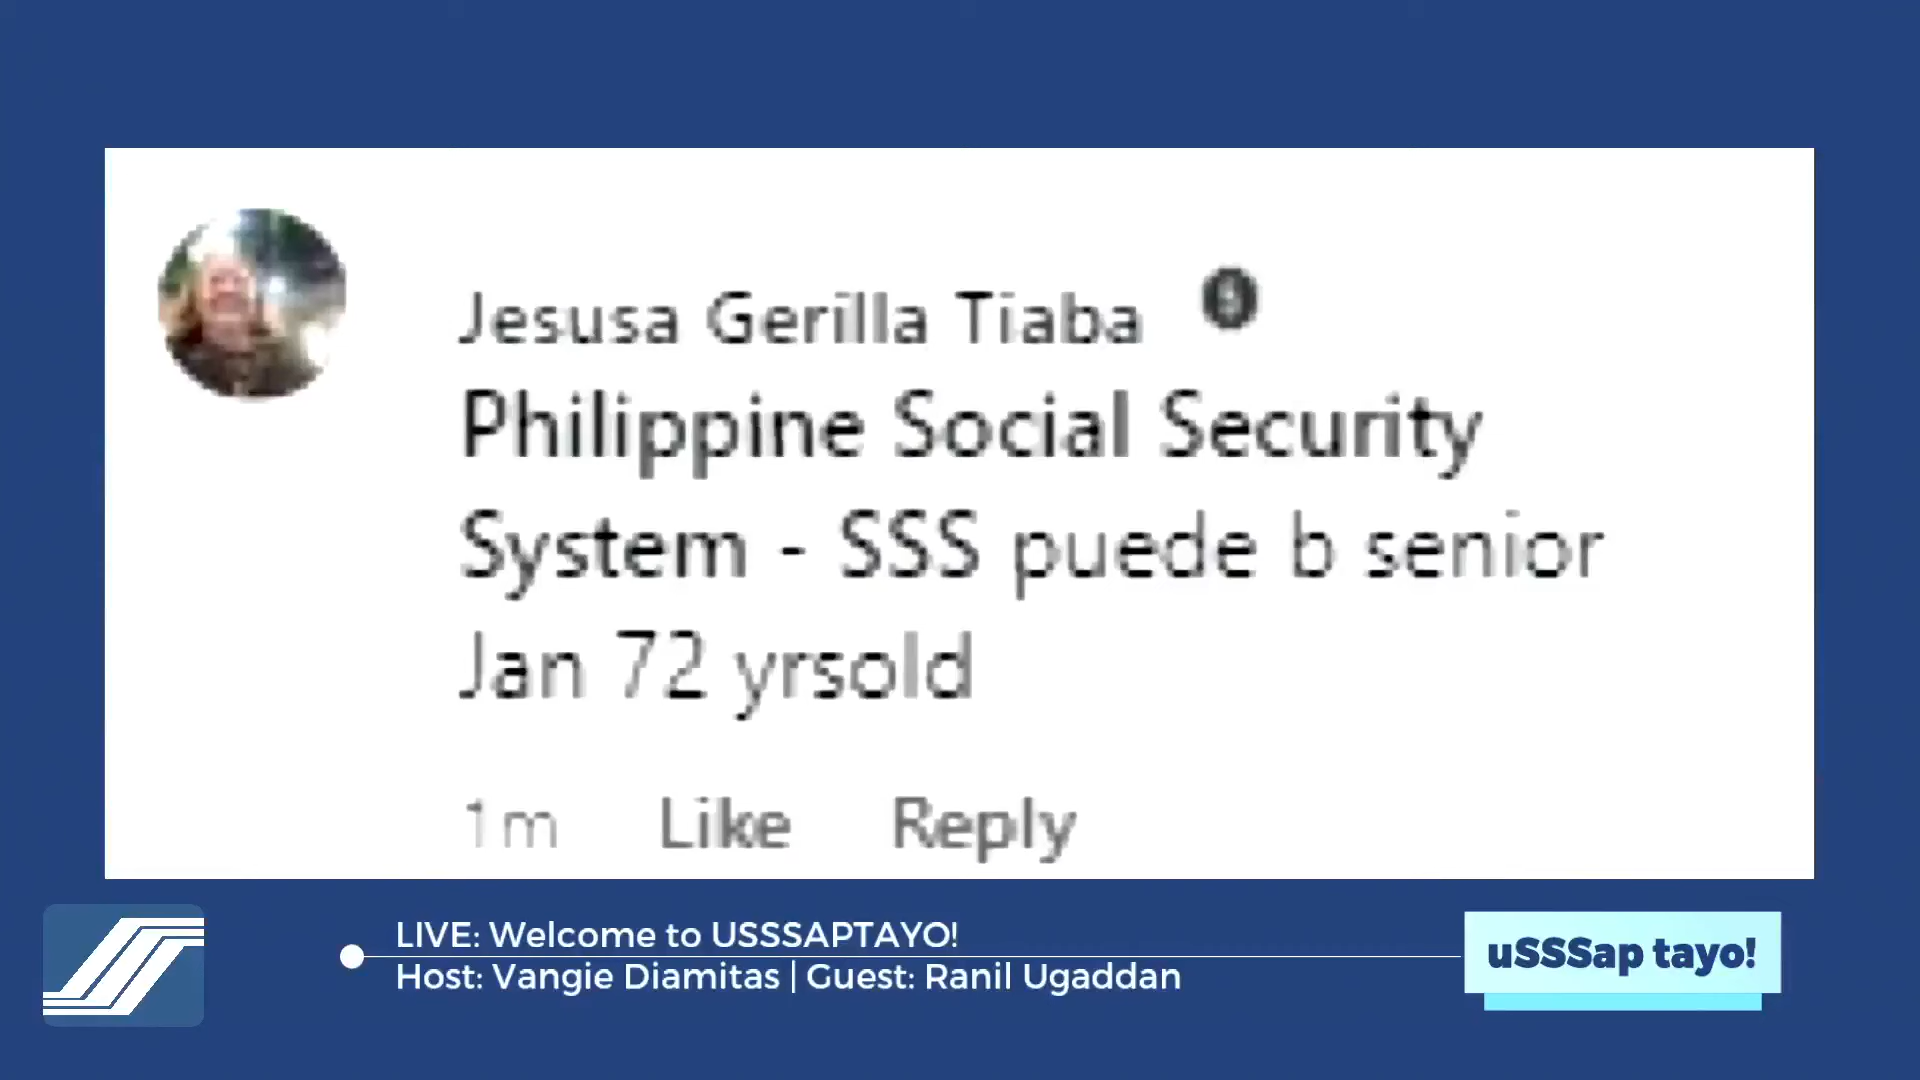 Jesusa Gerilla Tiaba
Philippine Social Security
System - SSS puede b senior
Jan 72 yrsold
1m Like Reply
LIVE: Welcome to USSSAPTAYO!
Host: Vangie Diamitas | Guest: Ranil Ugaddan
uSSSap tayo!